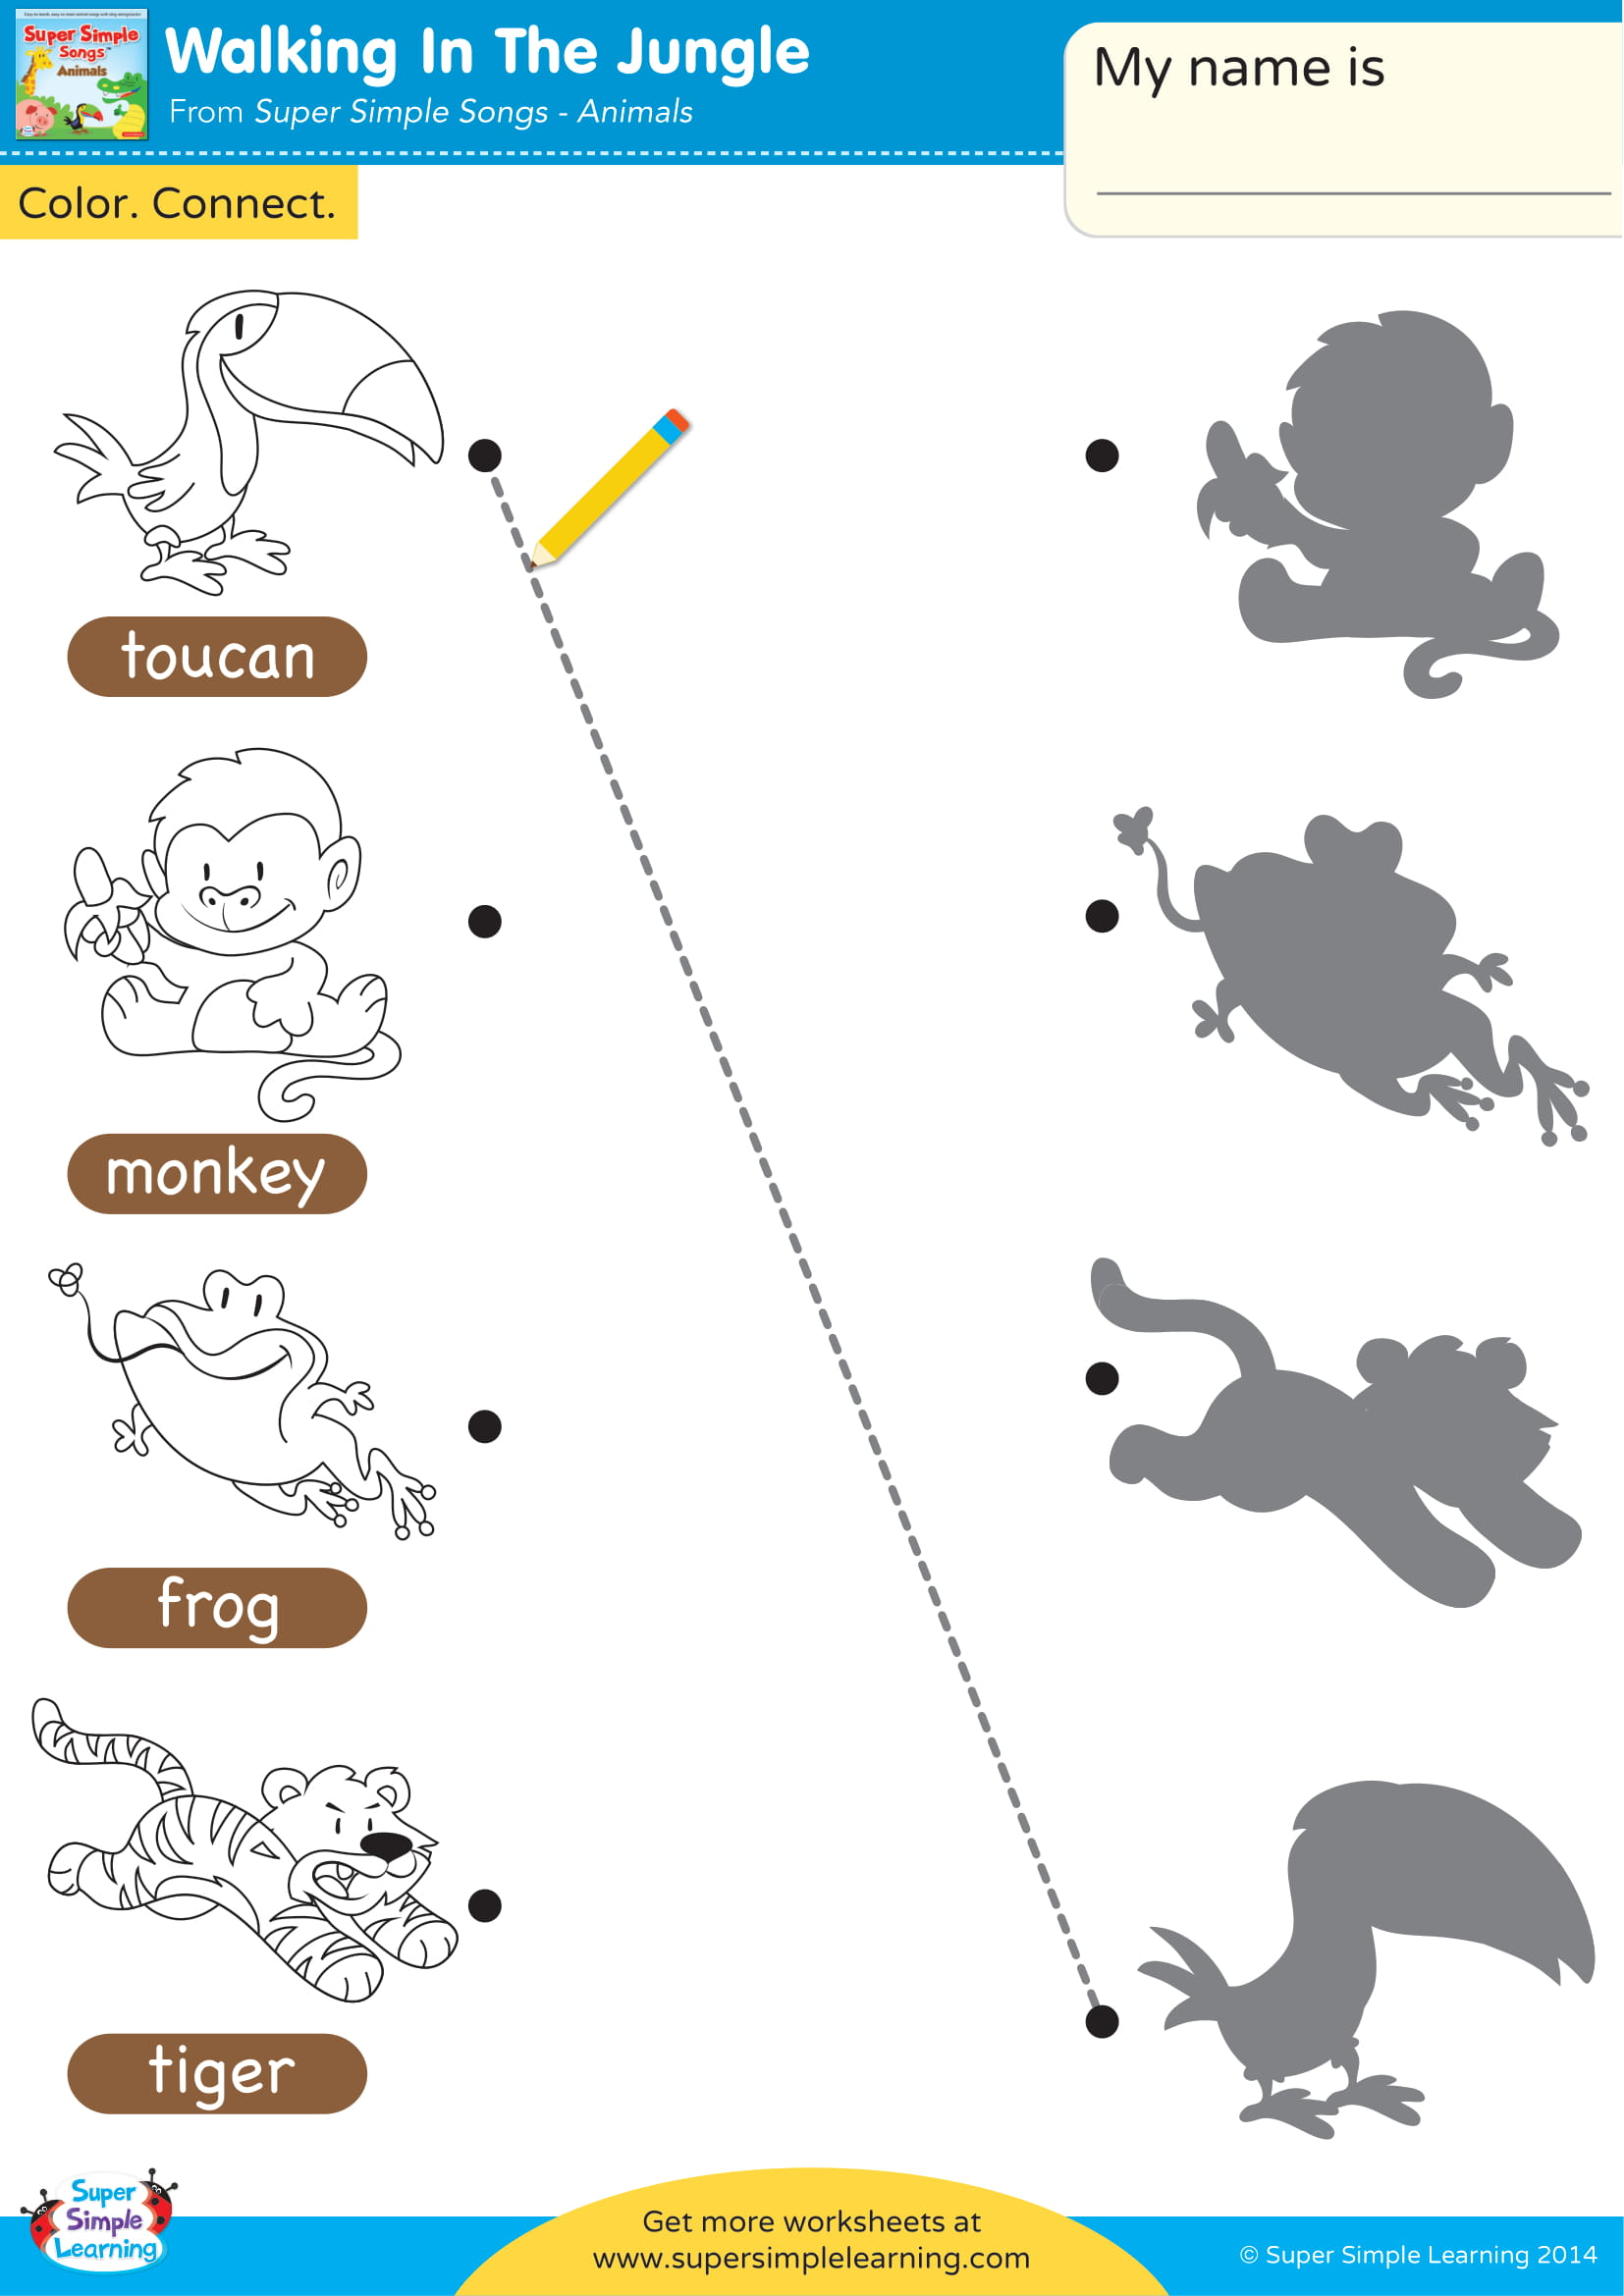 Super Simple
Songs™
Animals
Walking In The Jungle
From Super Simple Songs - Animals
My name is
Color. Connect.
toucan
monkey
frog
tiger
Super
Simple
Learning
Get more worksheets at
www.supersimplelearning.com
© Super Simple Learning 2014